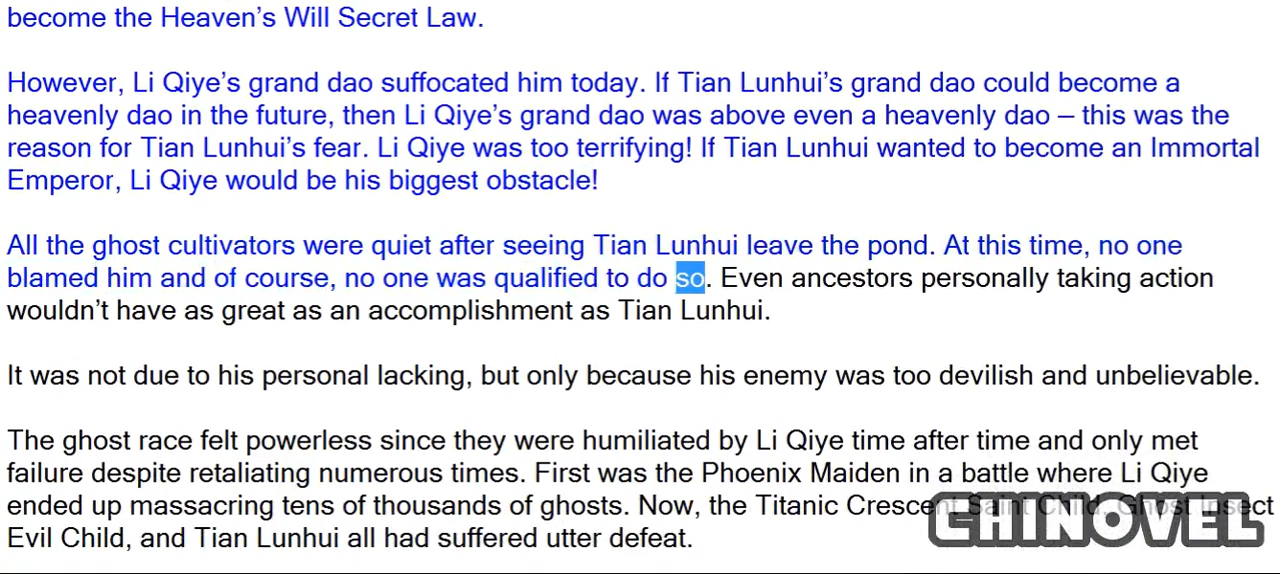 become the Heaven’s Will Secret Law.
However, Li Qiye’s grand dao suffocated him today. If Tian Lunhui’s grand dao could become a
heavenly dao in the future, then Li Qiye’s grand dao was above even a heavenly dao – this was the
reason for Tian Lunhui’s fear. Li Qiye was too terrifying! If Tian Lunhui wanted to become an Immortal
Emperor, Li Qiye would be his biggest obstacle!
All the ghost cultivators were quiet after seeing Tian Lunhui leave the pond. At this time, no one
blamed him and of course, no one was qualified to do so. Even ancestors personally taking action
wouldn’t have as great as an accomplishment as Tian Lunhui.
It was not due to his personal lacking, but only because his enemy was too devilish and unbelievable.
The ghost race felt powerless since they were humiliated by Li Qiye time after time and only met
failure despite retaliating numerous times. First was the Phoenix Maiden in a battle where Li Qiye
ended up massacring tens of thousands of ghosts. Now, the Titanic Crescent Saint Child, Ghost Insect
Evil Child, and Tian Lunhui all had suffered utter defeat.
CHINOVEL